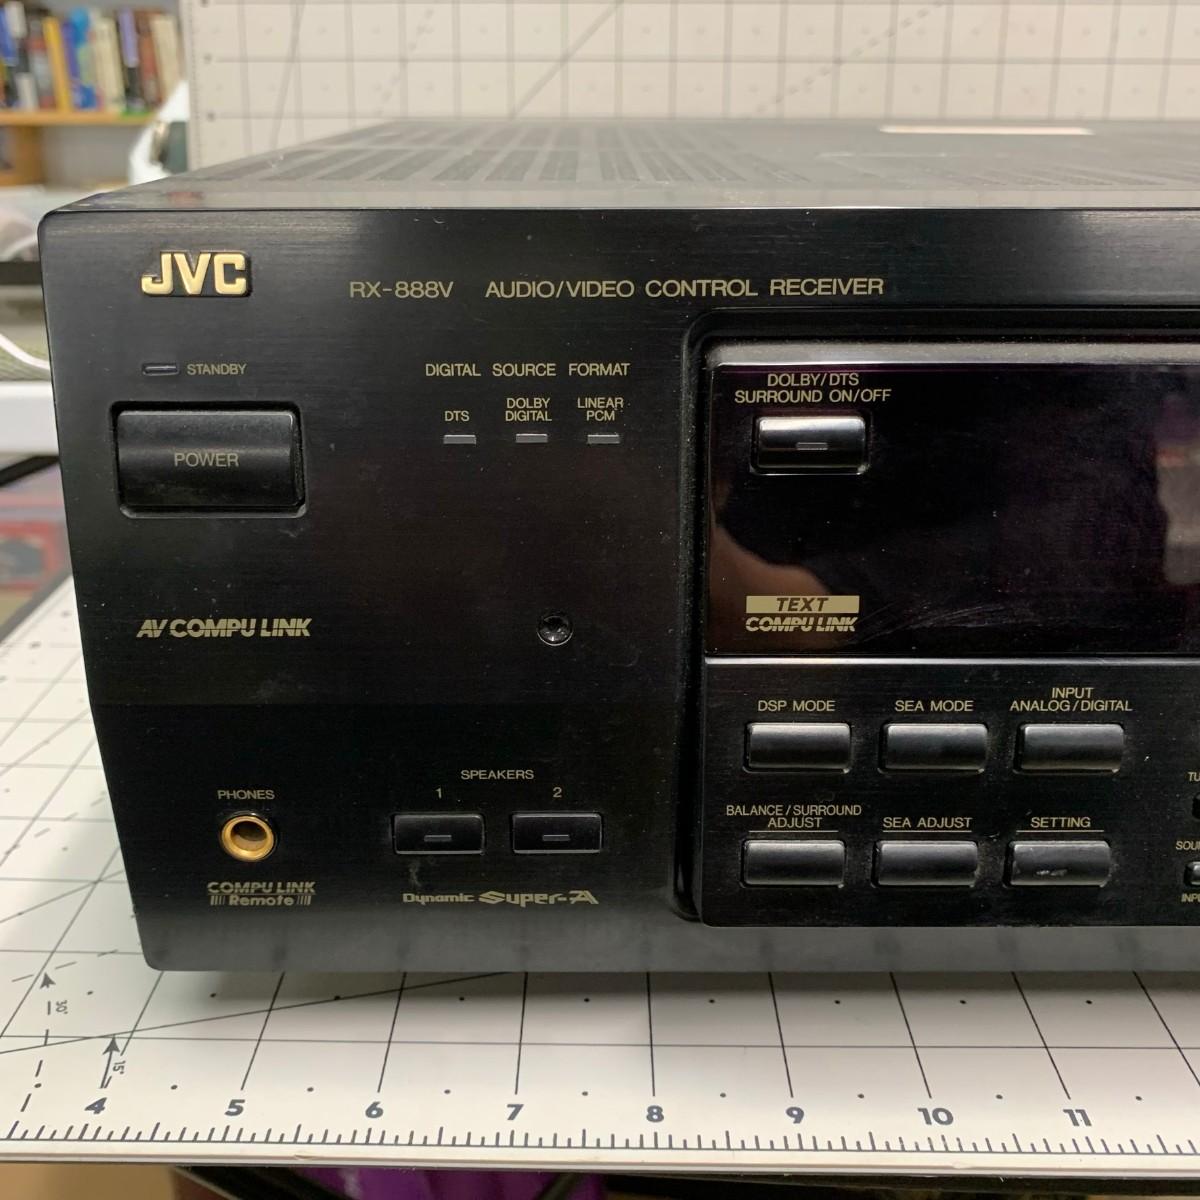 JVC
RX-888V AUDIO/VIDEO CONTROL RECEIVER
STANDBY
POWER
DIGITAL SOURCE FORMAT
DTS
DOLBY
DIGITAL
LINEAR
PCM
DOLBY/DTS
SURROUND ON/OFF
AV COMPU LINK
TEXT
COMPU LINK
DSP MODE
SEA MODE
INPUT
ANALOG/DIGITAL
BALANCE/SURROUND
ADJUST
SEA ADJUST
SETTING
SPEAKERS
1 2
PHONES
COMPU LINK
Remote
Dynamic Super-A
30°
15°
4 5 6 7 8 9 10 11